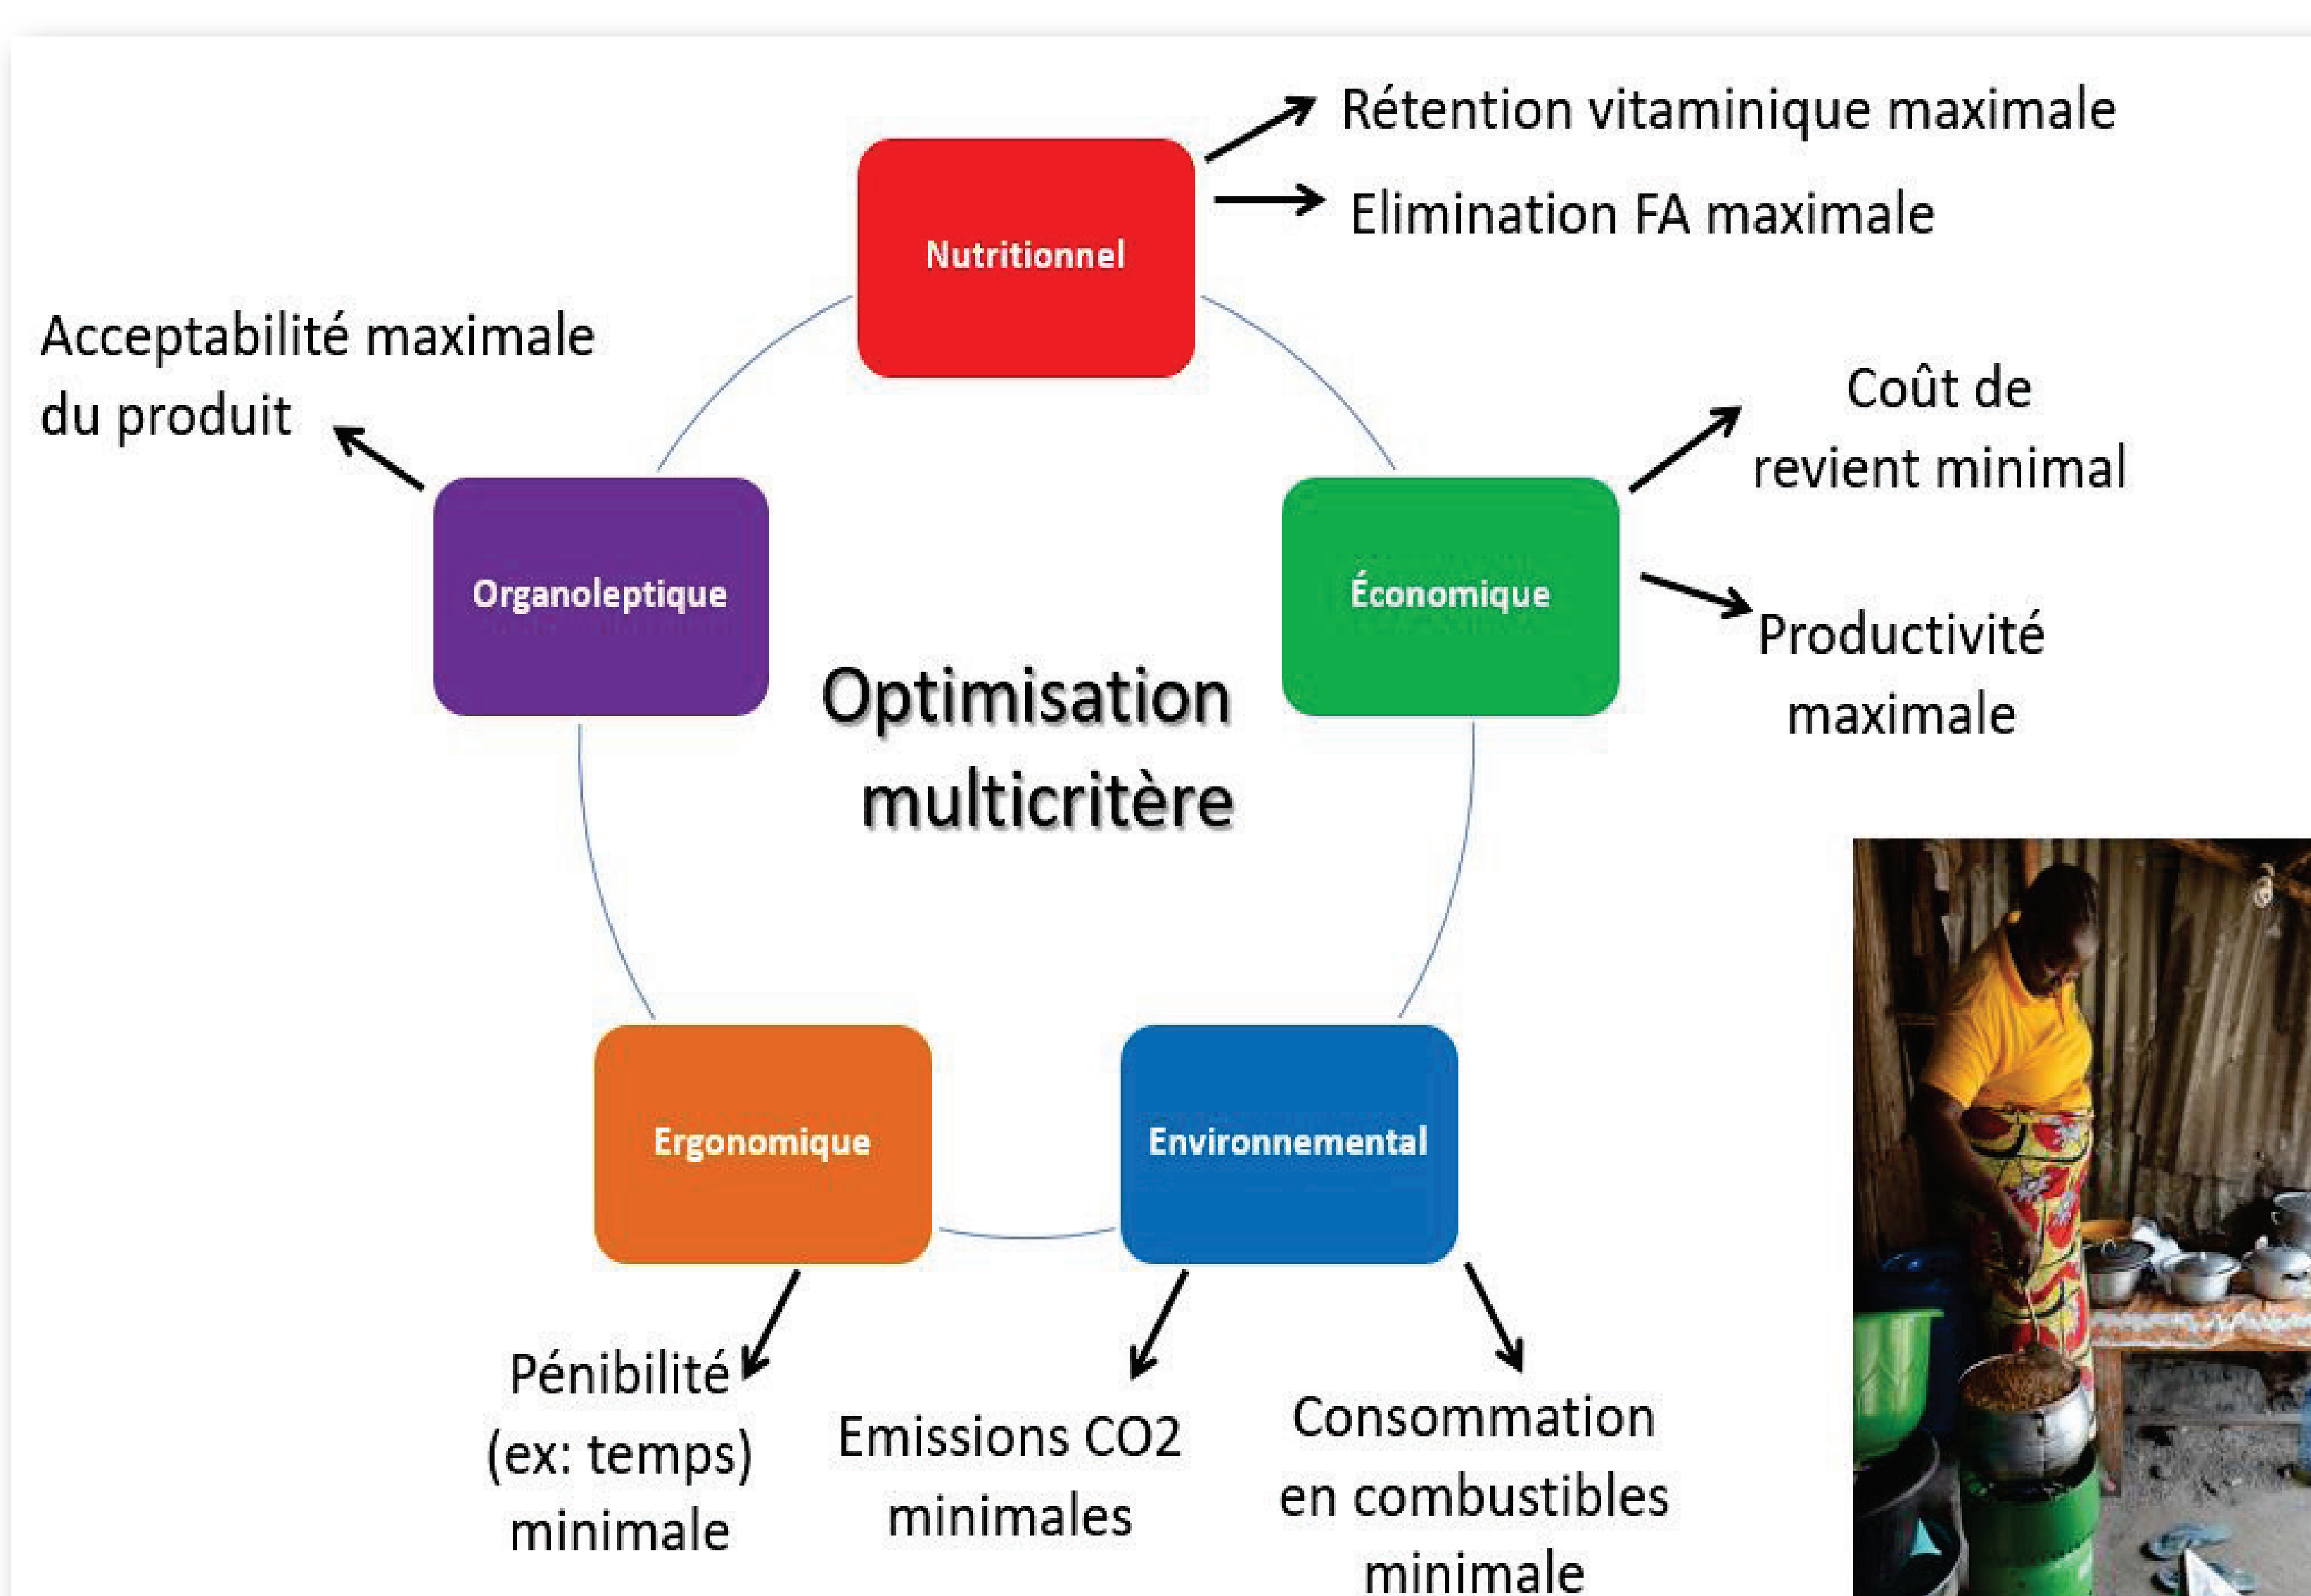 Rétention vitaminique maximale
Elimination FA maximale
Nutritionnel
Acceptabilité maximale
du produit
Coût de
revient minimal
Organoleptique
Économique
Productivité
maximale
Optimisation
multicritère
Ergonomique
Environnemental
Pénibilité
(ex: temps)
minimale
Emissions CO2
minimales
Consommation
en combustibles
minimale